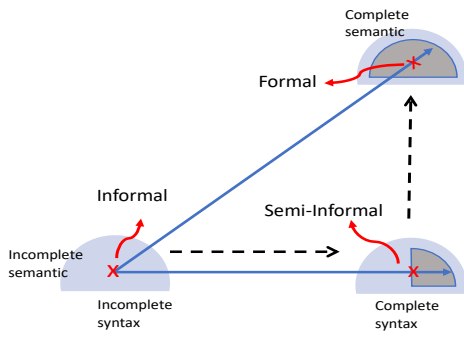 Complete
semantic
Formal
Informal
Semi-Informal
Incomplete
semantic
Incomplete
syntax
Complete
syntax